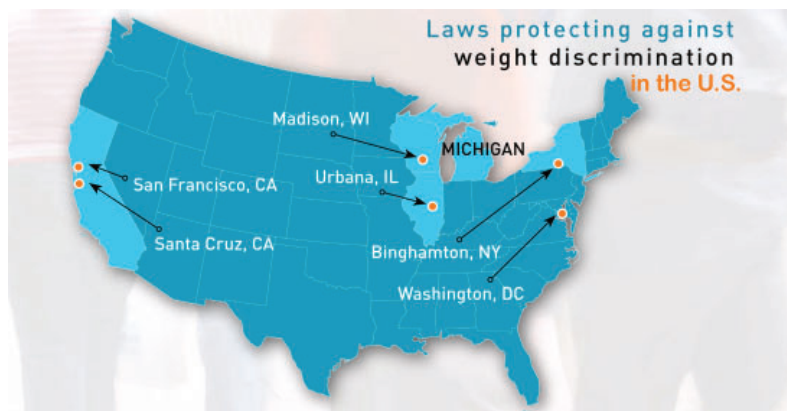 Laws protecting against
weight discrimination
in the U.S.
Madison, WI
MICHIGAN
Urbana, IL
San Francisco, CA
Santa Cruz, CA
Binghamton, NY
Washington, DC